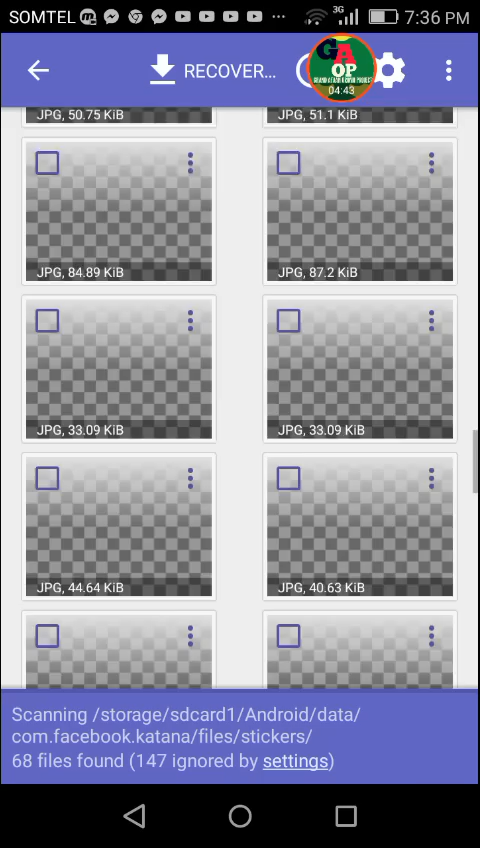 SOMTEL ... 3G 7:36 PM
RECOVER...
GA
OP
04:43
JPG, 50.75 KiB
JPG, 51.1 KiB
JPG, 84.89 KiB
JPG, 87.2 KiB
JPG, 33.09 KiB
JPG, 33.09 KiB
JPG, 44.64 KiB
JPG, 40.63 KiB
Scanning /storage/sdcard1/Android/data/
com.facebook.katana/files/stickers/
68 files found (147 ignored by settings)